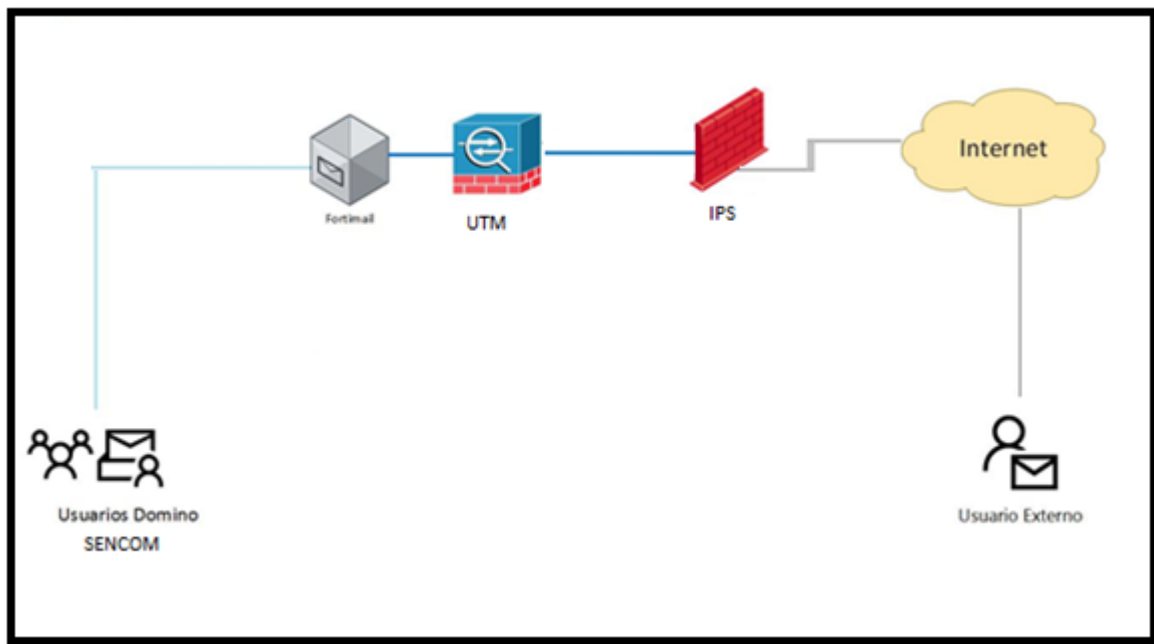 Internet
Fortimail
UTM
IPS
Usuarios Domino
SENCOM
Usuario Externo